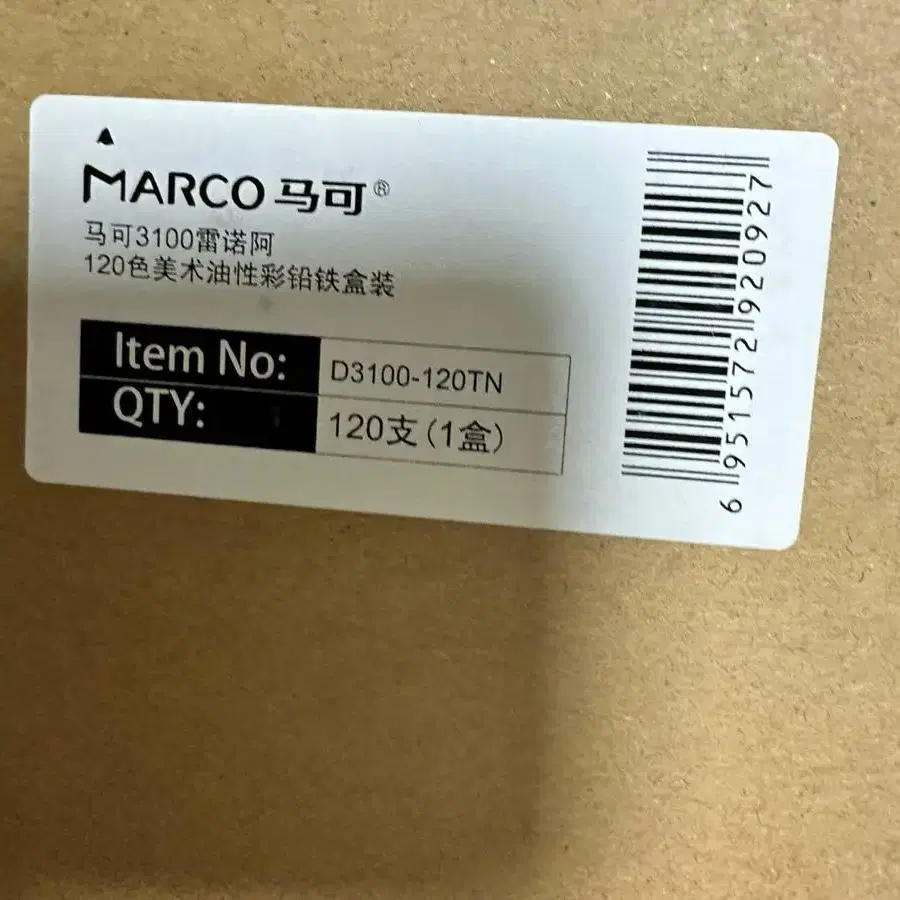 MARCO 马可®
马可3100雷诺阿
120色美术油性彩铅铁盒装
Item No: D3100-120TN
QTY: 120支(1盒)
6951572920927